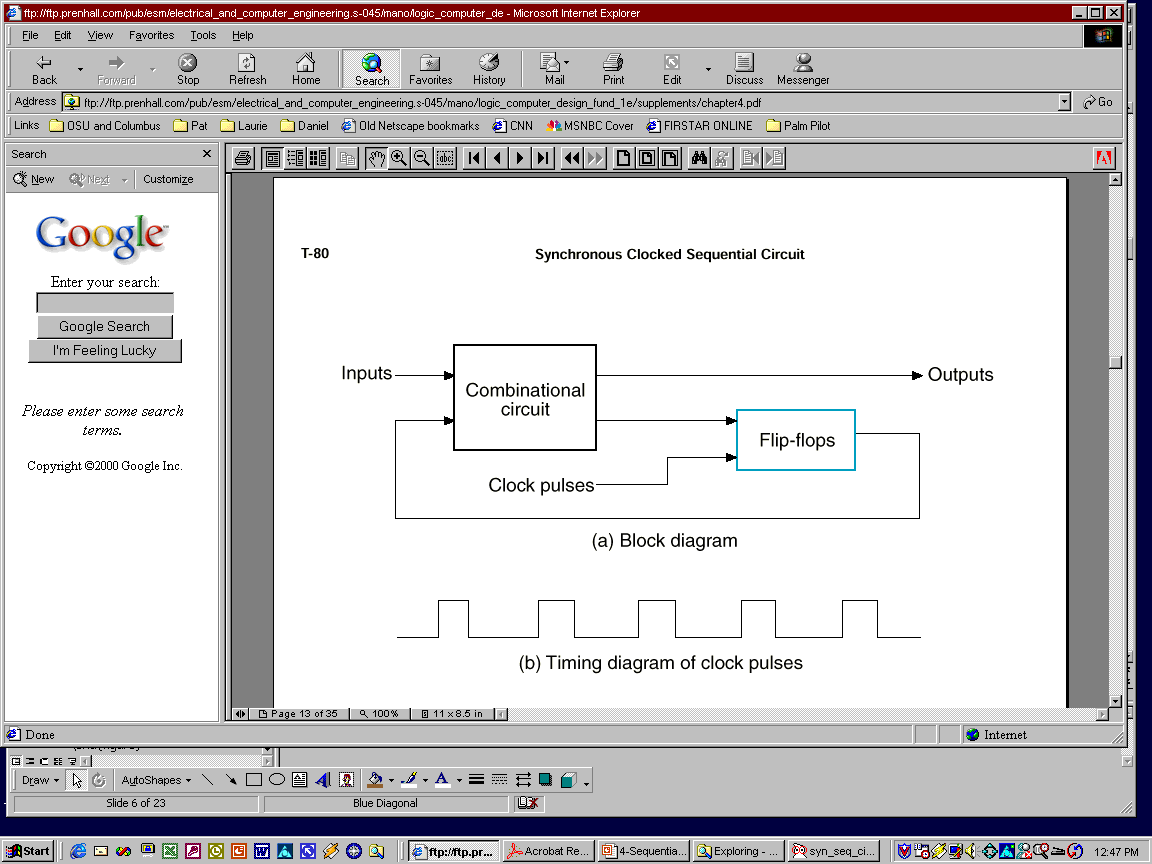 ftp://ftp.prenhall.com/pub/esm/electrical_and_computer_engineering.s-045/mano/logic_computer_de - Microsoft Internet Explorer
File Edit View Favorites Tools Help
Back Forward Stop Refresh Home Search Favorites History Mail Print Edit Discuss Messenger
Address ftp://ftp.prenhall.com/pub/esm/electrical_and_computer_engineering.s-045/mano/logic_computer_design_fund_1e/supplements/chapter4.pdf Go
Links OSU and Columbus Pat Laurie Daniel Old Netscape bookmarks CNN MSNBC Cover FIRSTAR ONLINE Palm Pilot
Search
New Next Customize
Google
Enter your search:
Google Search
I'm Feeling Lucky
Please enter some search
terms.
Copyright ©2000 Google Inc.
T-80 Synchronous Clocked Sequential Circuit
Inputs
Combinational
circuit
Outputs
Flip-flops
Clock pulses
(a) Block diagram
(b) Timing diagram of clock pulses
Page 13 of 35 100% 11 x 8.5 in
Done Internet
Draw AutoShapes
Slide 6 of 23 Blue Diagonal
Start ftp://ftp.pr... Acrobat Re... 4-Sequentia... Exploring - ... syn_seq_ci... 12:47 PM